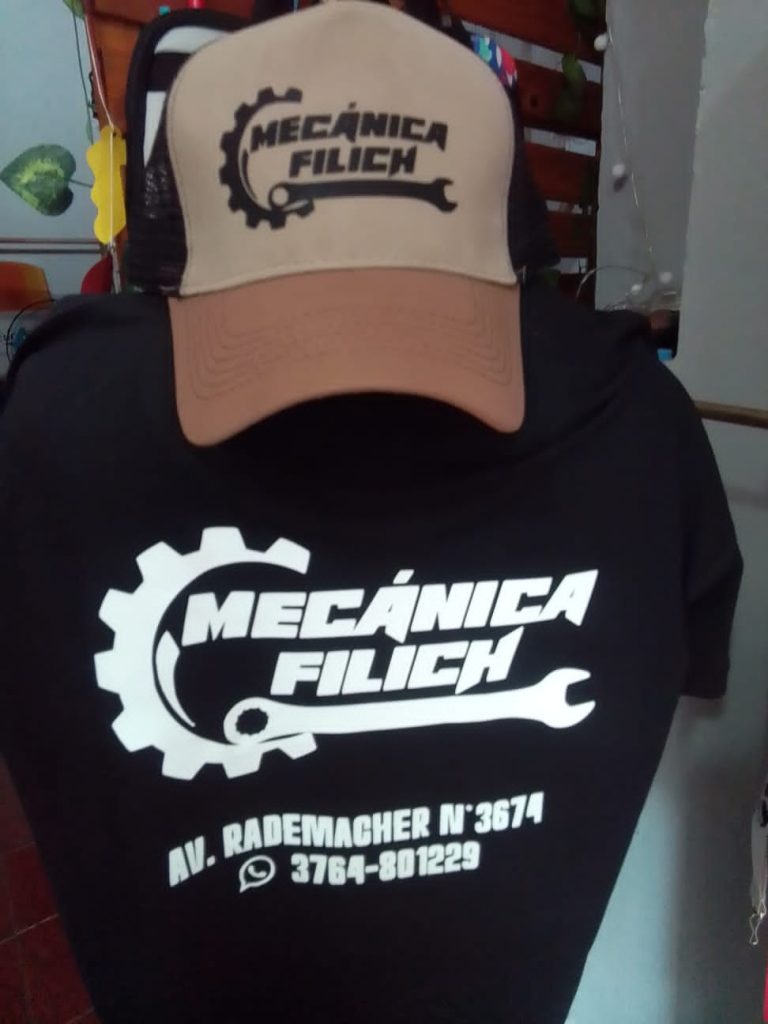 MECÁNICA
FILICH
MECÁNICA
FILICH
AV. RADEMACHER N°3674
3764-801229